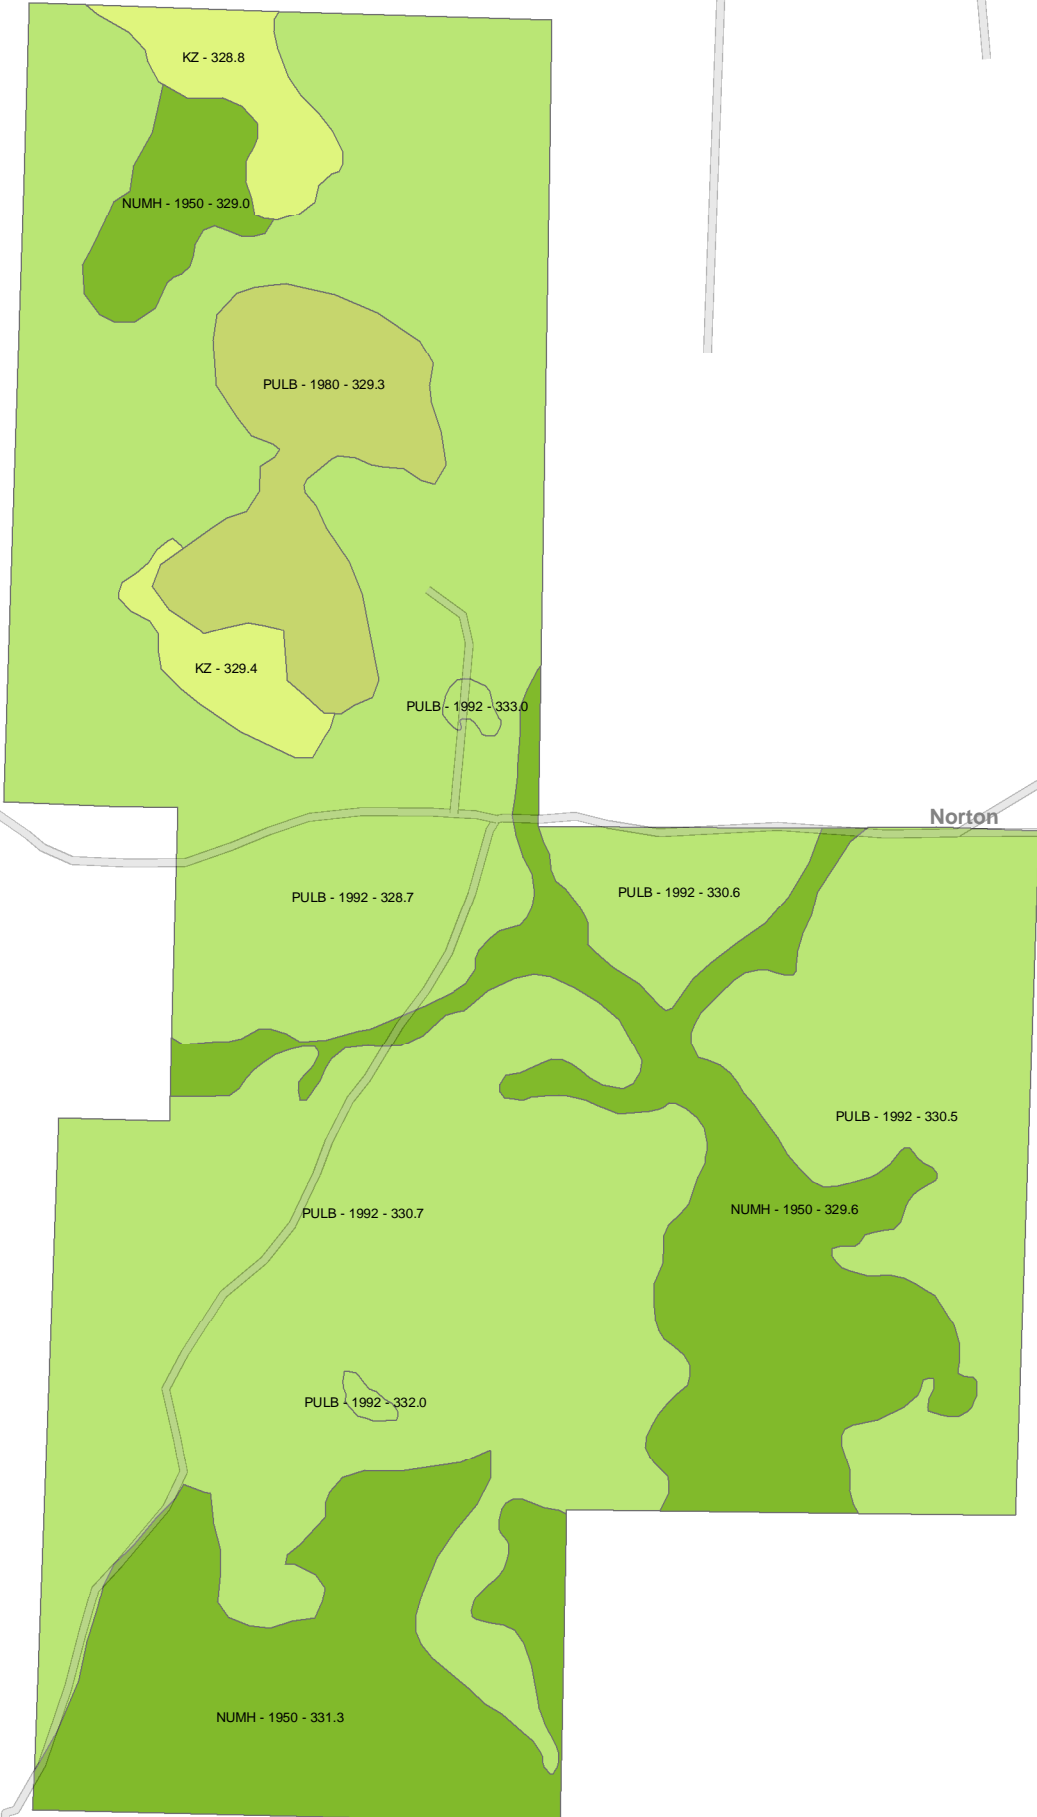 KZ - 328.8
NUMH - 1950 - 329.0
PULB - 1980 - 329.3
KZ - 329.4
PULB - 1992 - 333.0
Norton
PULB - 1992 - 330.6
PULB - 1992 - 328.7
PULB - 1992 - 330.5
NUMH - 1950 - 329.6
PULB - 1992 - 330.7
PULB - 1992 - 332.0
NUMH - 1950 - 331.3